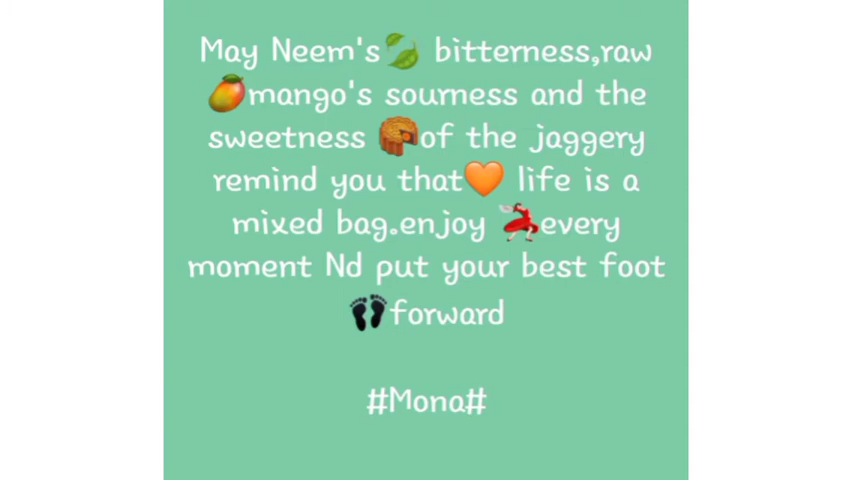 May Neem's🍃 bitterness,raw
🥭mango's sourness and the
sweetness 🥮of the jaggery
remind you that🧡 life is a
mixed bag.enjoy 💃every
moment Nd put your best foot
👣forward
#Mona#